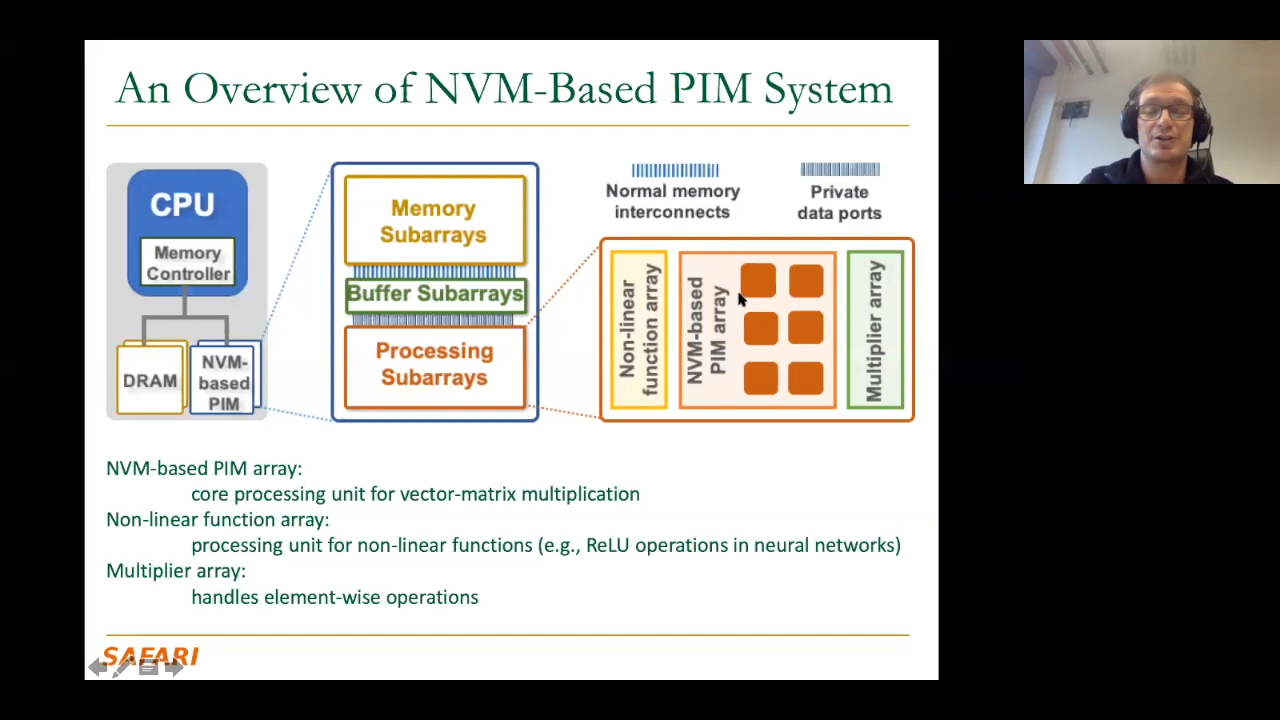 An Overview of NVM-Based PIM System
CPU
Memory
Controller
DRAM
NVM-
based
PIM
Memory
Subarrays
Buffer Subarrays
Processing
Subarrays
Normal memory
interconnects
Private
data ports
Non-linear
function array
NVM-based
PIM array
Multiplier array
NVM-based PIM array:
core processing unit for vector-matrix multiplication
Non-linear function array:
processing unit for non-linear functions (e.g., ReLU operations in neural networks)
Multiplier array:
handles element-wise operations
SAFARI